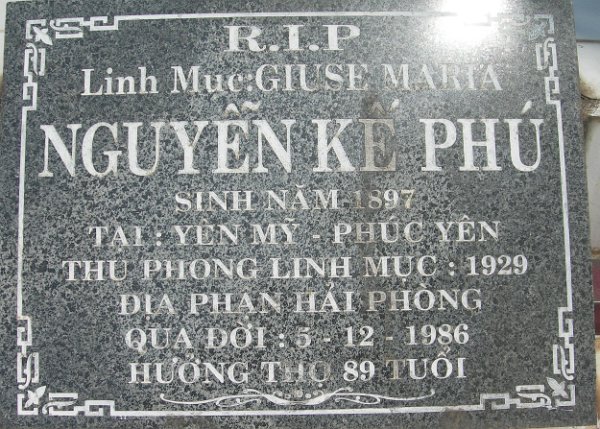 R.I.P
Linh Mục:GIUSE MARIA
NGUYỄN KẾ PHÚ
SINH NĂM 1897
TẠI : YÊN MỸ - PHÚC YÊN
THỤ PHONG LINH MỤC : 1929
ĐỊA PHẬN HẢI PHÒNG
QUA ĐỜI : 5 - 12 - 1986
HƯỞNG THỌ 89 TUỔI